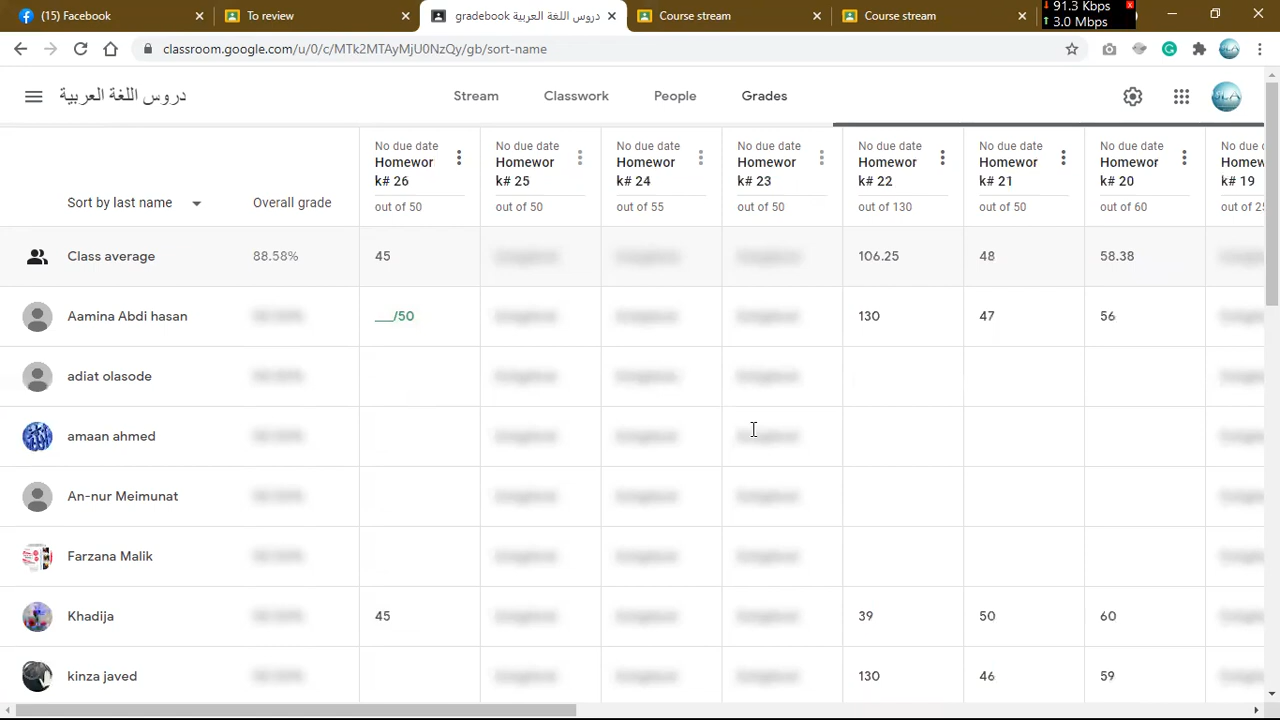 (15) Facebook
To review
gradebook دروس اللغة العربية
Course stream
Course stream
91.3 Kbps
3.0 Mbps
classroom.google.com/u/0/c/MTk2MTAyMjU0NzQy/gb/sort-name
دروس اللغة العربية
Stream
Classwork
People
Grades
No due date
Homewor
k# 26
out of 50
No due date
Homewor
k# 25
out of 50
No due date
Homewor
k# 24
out of 55
No due date
Homewor
k# 23
out of 50
No due date
Homewor
k# 22
out of 130
No due date
Homewor
k# 21
out of 50
No due date
Homewor
k# 20
out of 60
No due
Homew
k# 19
out of 25
Sort by last name
Overall grade
Class average 88.58% 45 106.25 48 58.38
Aamina Abdi hasan ___/50 130 47 56
adiat olasode
amaan ahmed
An-nur Meimunat
Farzana Malik
Khadija 45 39 50 60
kinza javed 130 46 59